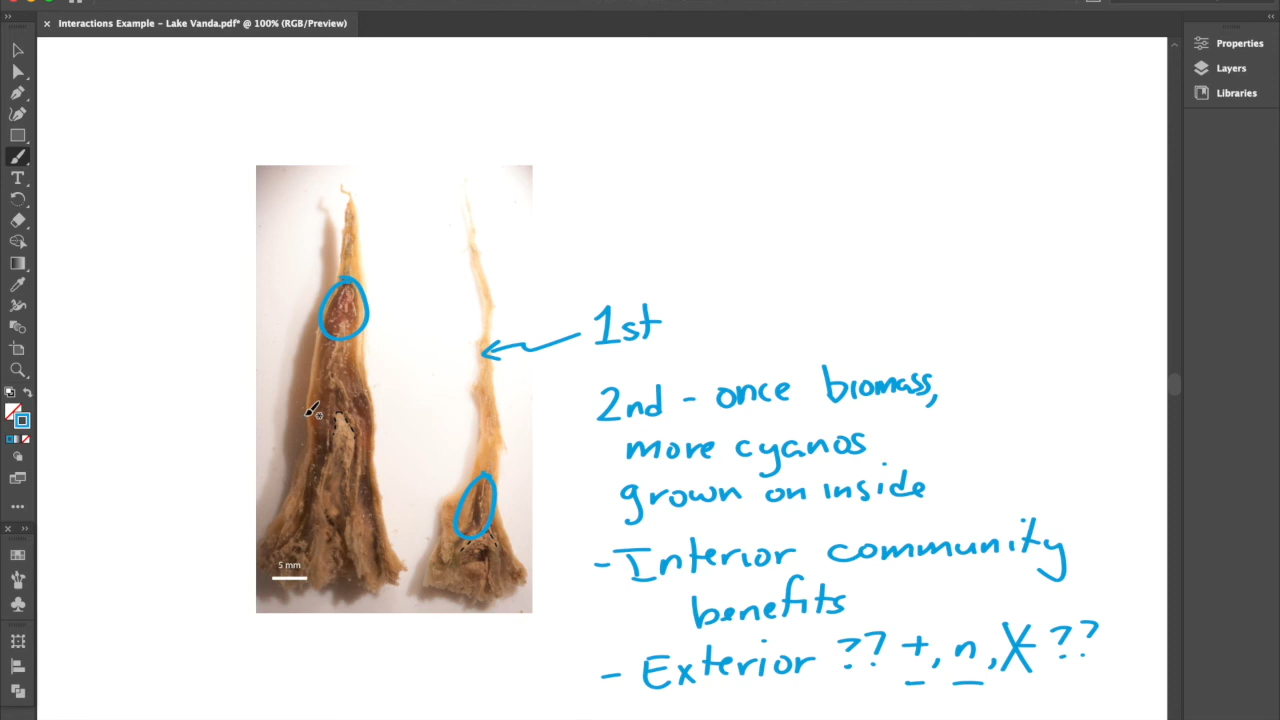 Interactions Example – Lake Vanda.pdf* @ 100% (RGB/Preview)
Properties
Layers
Libraries
1st
2nd - once biomass,
more cyanos
grown on inside
5 mm
- Interior community
benefits
- Exterior ?? +, n, ??